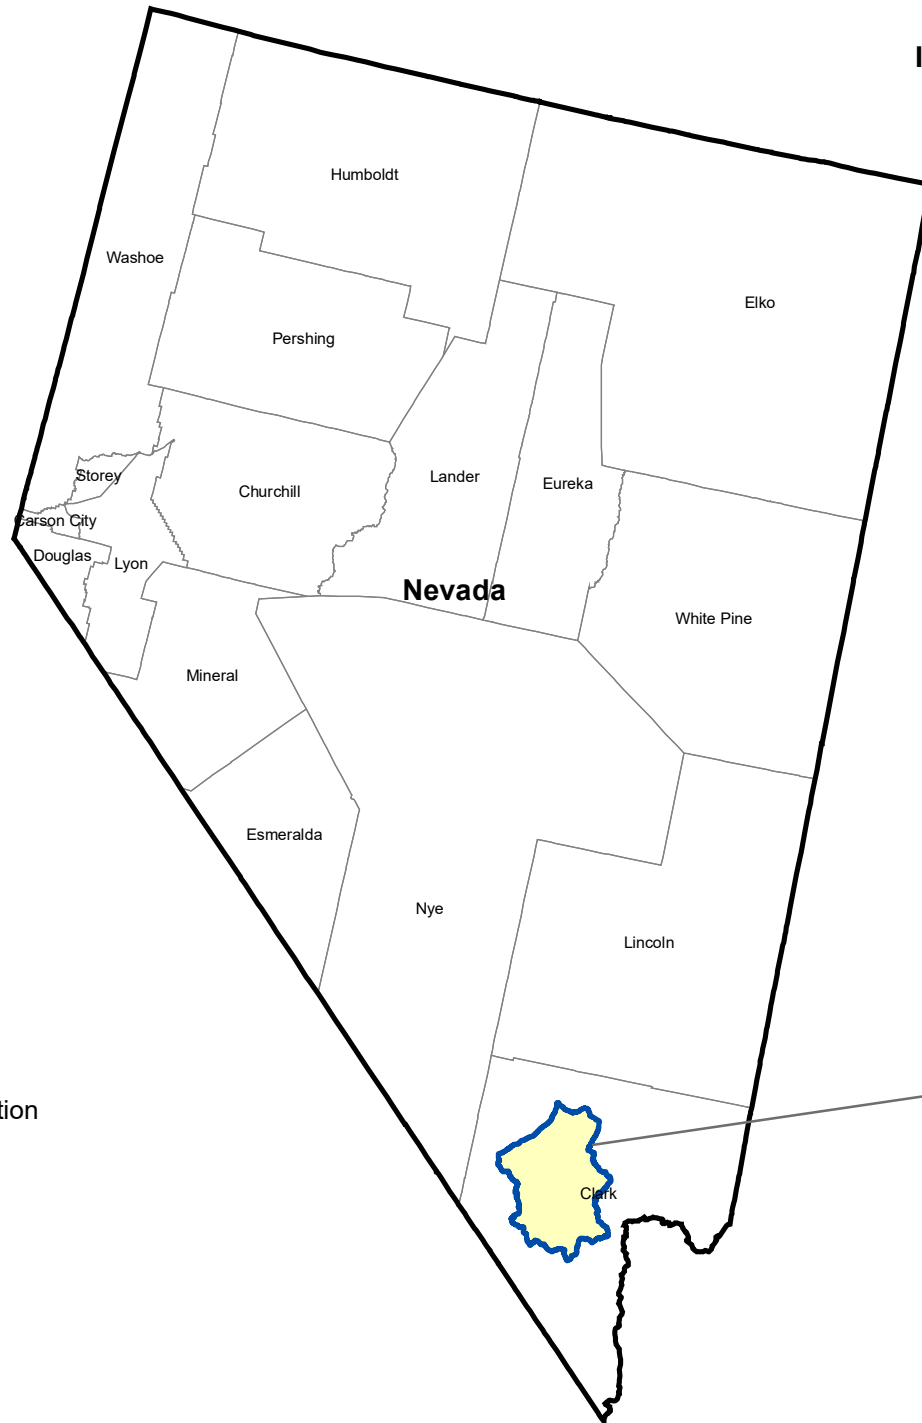 Humboldt
Washoe
Elko
Pershing
Storey
Lander
Eureka
Churchill
Carson City
Douglas
Lyon
Nevada
White Pine
Mineral
Esmeralda
Nye
Lincoln
tion
Clark